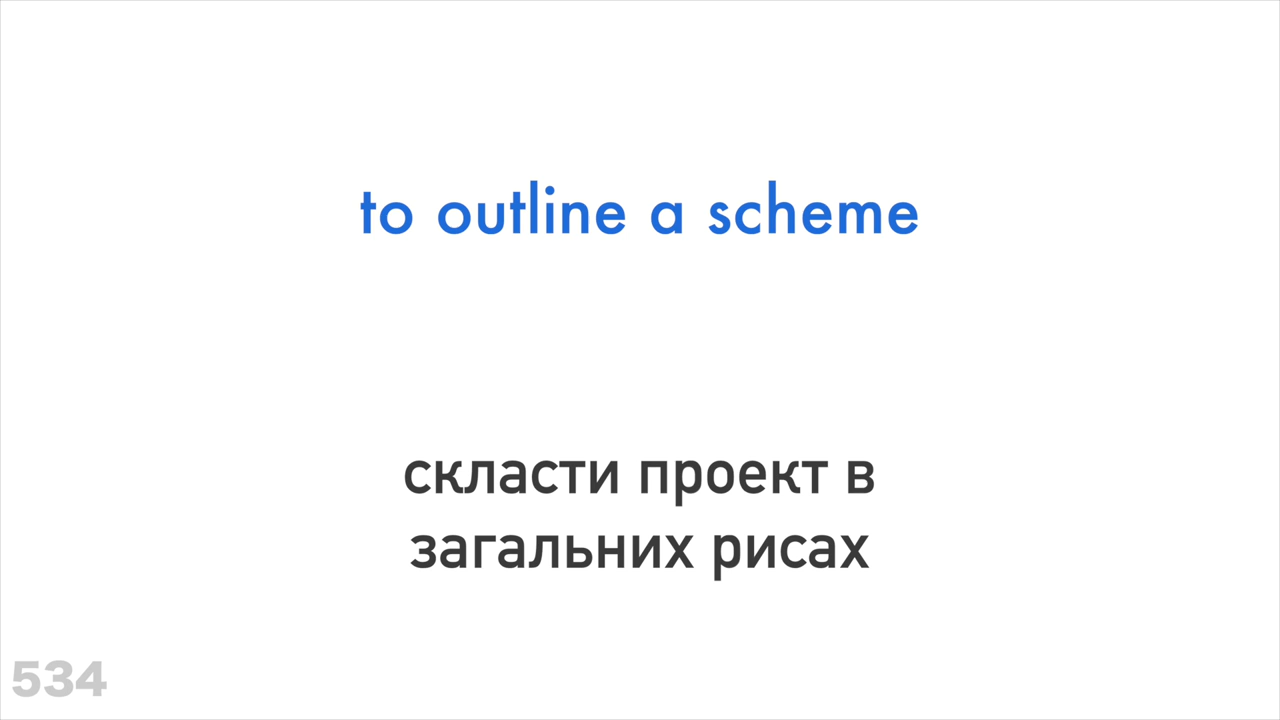 to outline a scheme
скласти проект в
загальних рисах
534